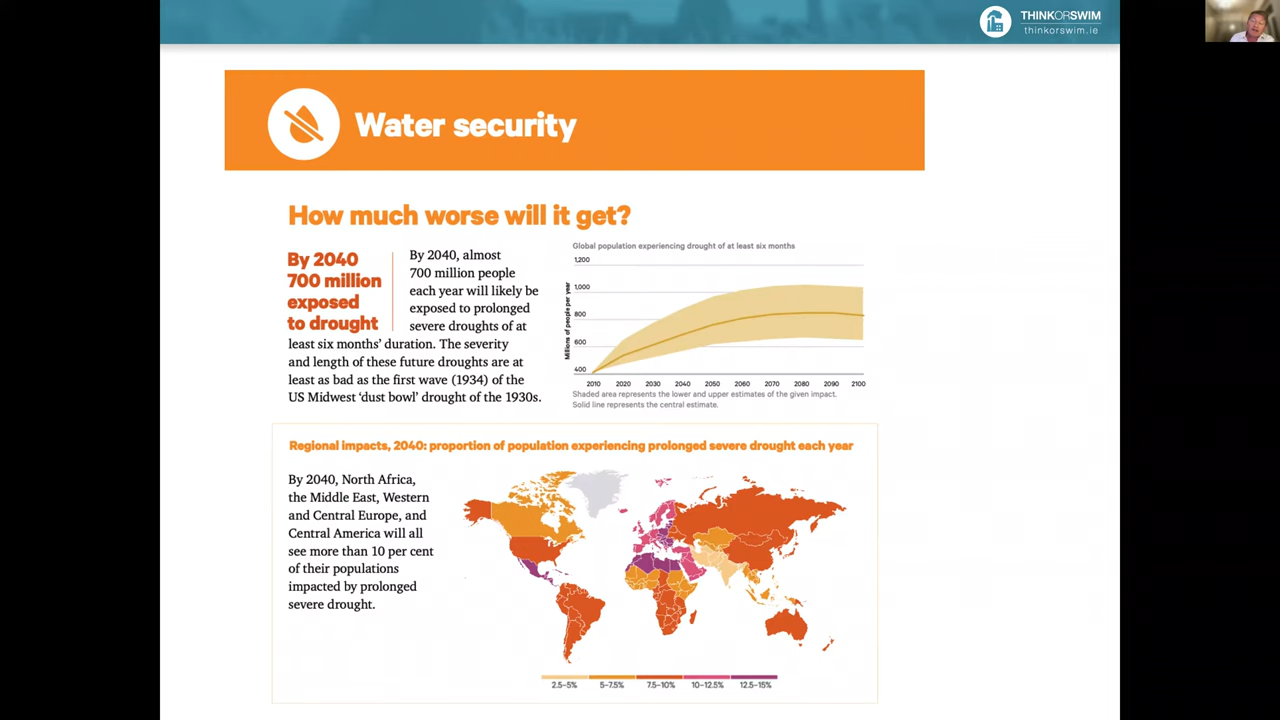 THINKORSWIM
thinkorswim.ie
Water security
How much worse will it get?
By 2040
700 million
exposed
to drought
By 2040, almost
700 million people
each year will likely be
exposed to prolonged
severe droughts of at
least six months’ duration. The severity
and length of these future droughts are at
least as bad as the first wave (1934) of the
US Midwest ‘dust bowl’ drought of the 1930s.
Global population experiencing drought of at least six months
Millions of people per year
1,200
1,000
800
600
400
2010 2020 2030 2040 2050 2060 2070 2080 2090 2100
Shaded area represents the lower and upper estimates of the given impact.
Solid line represents the central estimate.
Regional impacts, 2040: proportion of population experiencing prolonged severe drought each year
By 2040, North Africa,
the Middle East, Western
and Central Europe, and
Central America will all
see more than 10 per cent
of their populations
impacted by prolonged
severe drought.
2.5–5% 5–7.5% 7.5–10% 10–12.5% 12.5–15%